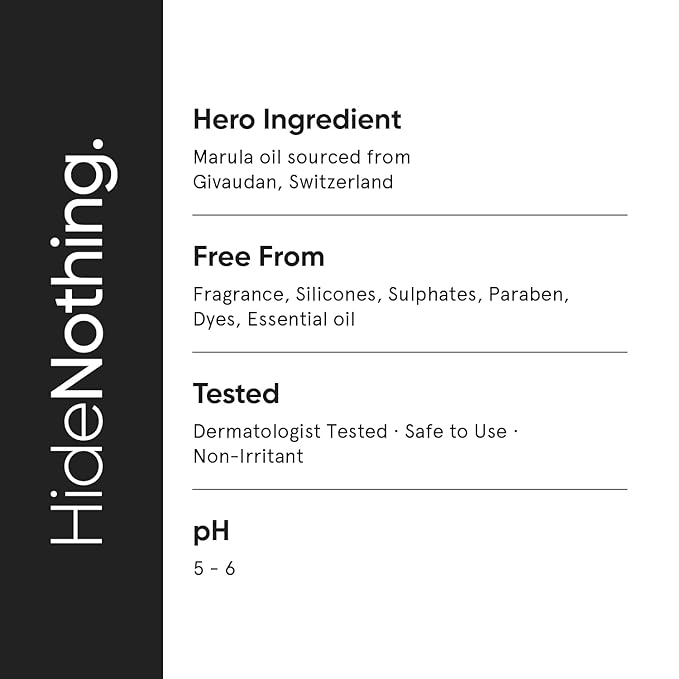 HideNothing.
Hero Ingredient
Marula oil sourced from
Givaudan, Switzerland
Free From
Fragrance, Silicones, Sulphates, Paraben,
Dyes, Essential oil
Tested
Dermatologist Tested · Safe to Use ·
Non-Irritant
pH
5 - 6